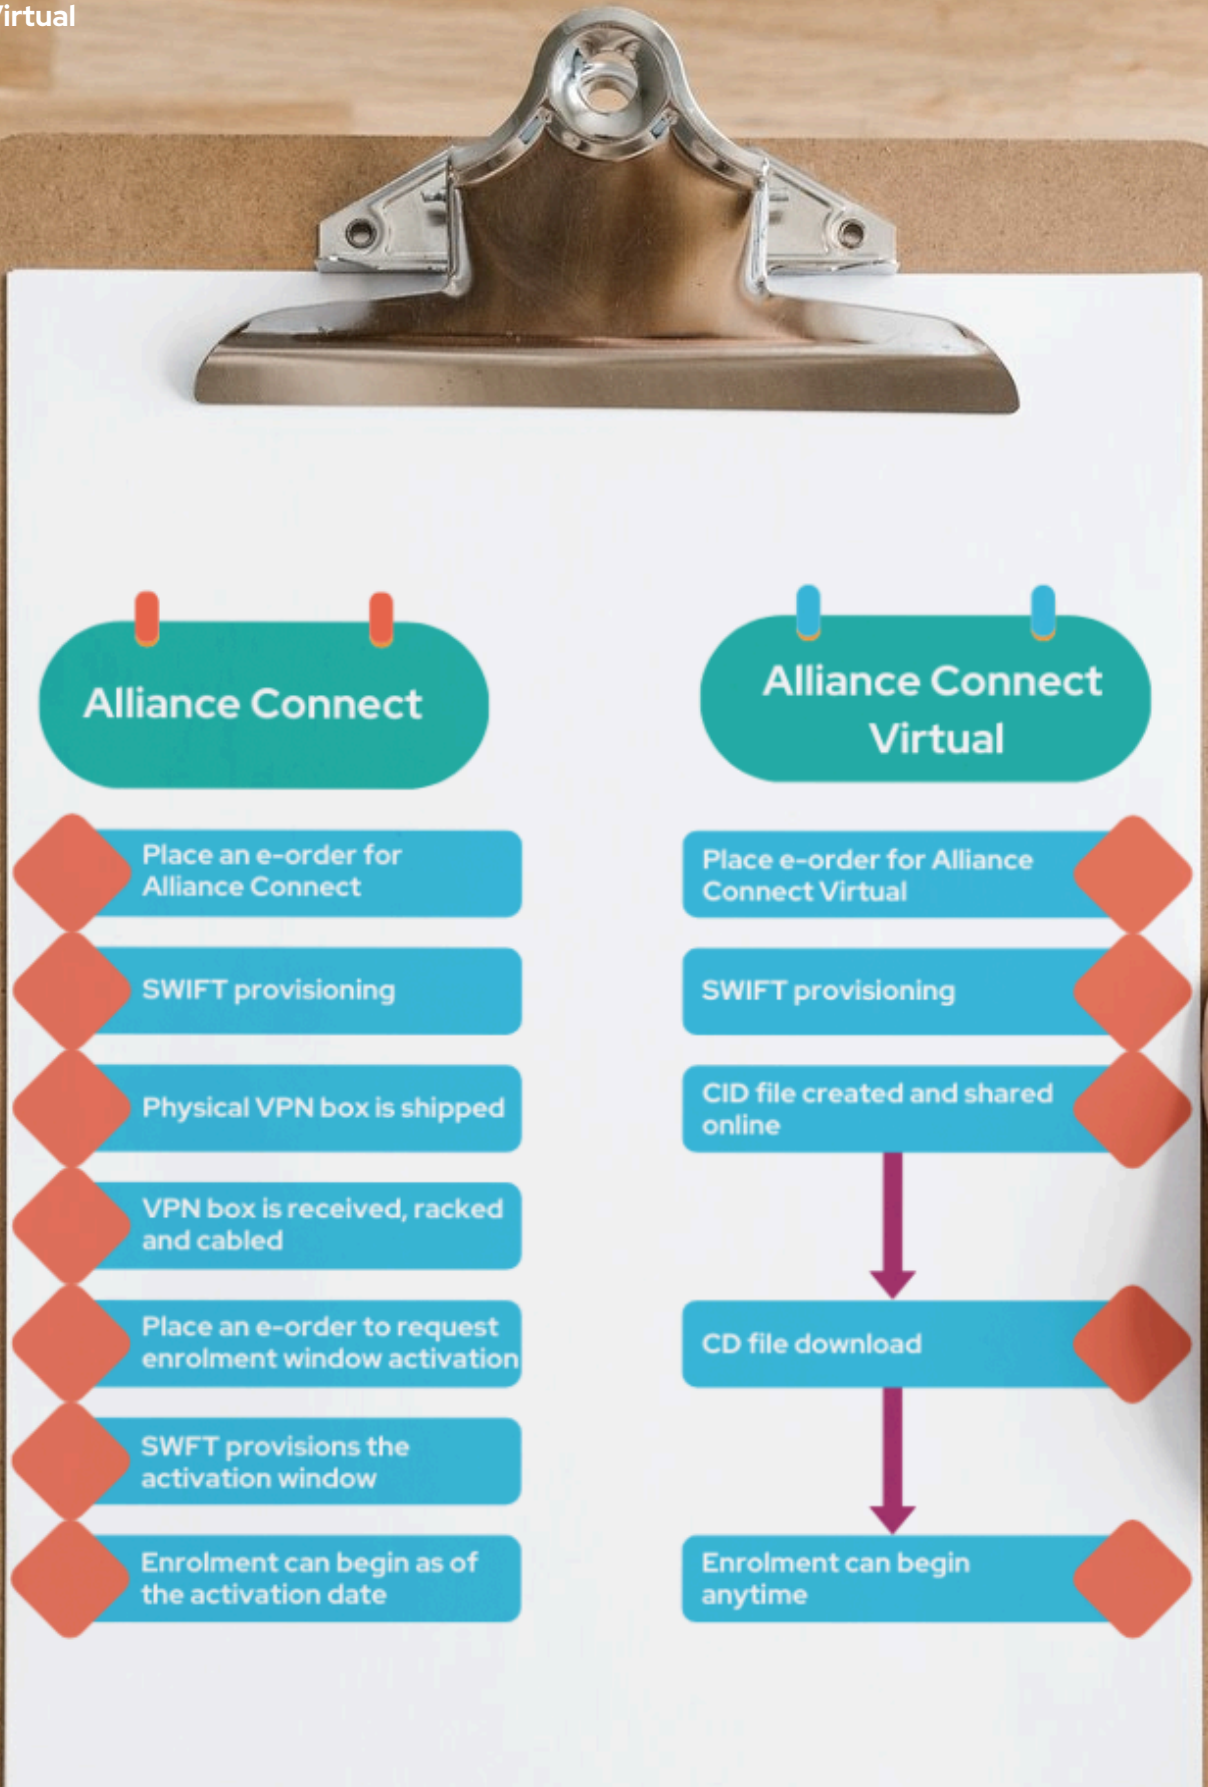 Virtual
Alliance Connect
Place an e-order for
Alliance Connect
SWIFT provisioning
Physical VPN box is shipped
VPN box is received, racked
and cabled
Place an e-order to request
enrolment window activation
SWFT provisions the
activation window
Enrolment can begin as of
the activation date
Alliance Connect
Virtual
Place e-order for Alliance
Connect Virtual
SWIFT provisioning
CID file created and shared
online
CD file download
Enrolment can begin
anytime